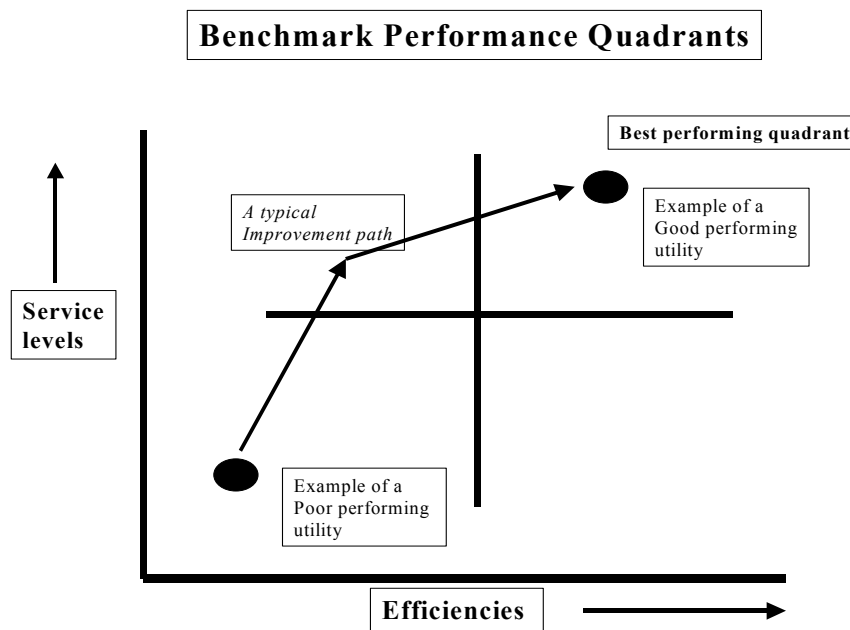 Benchmark Performance Quadrants
Best performing quadrant
A typical
Improvement path
Example of a
Good performing
utility
Service
levels
Example of a
Poor performing
utility
Efficiencies